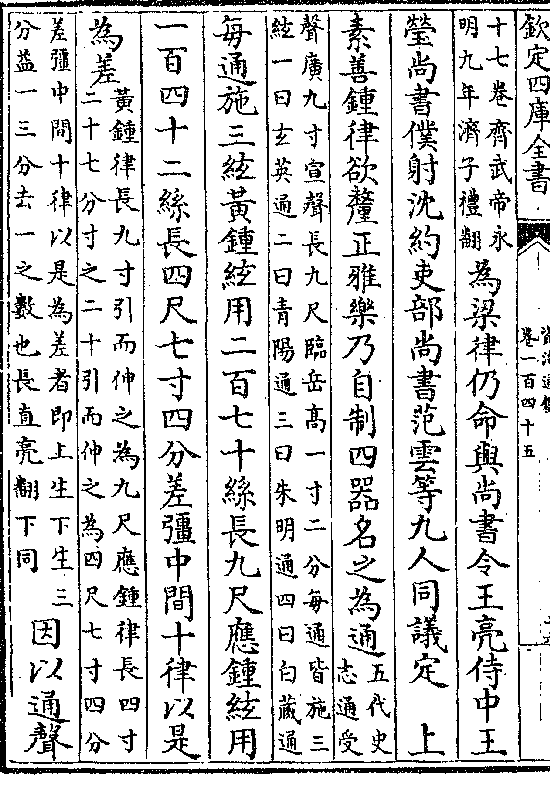 欽定四庫全書
資治通鑑
卷一百四十五
十七卷齊武帝永
明九年濟子禮翻
為梁律仍命與尚書令王亮侍中王
瑩尚書僕射沈約吏部尚書范雲等九人同議定　上
素善鍾律欲釐正雅樂乃自制四器名之為通
五代史
志通受
聲廣九寸宣聲長九尺臨岳高一寸二分每通皆施三
絃一曰玄英通二曰青陽通三曰朱明通四曰白藏通
每通施三絃黃鍾絃用二百七十絲長九尺應鍾絃用
一百四十二絲長四尺七寸四分差彊中間十律以是
為差
黃鍾律長九寸引而伸之為九尺應鍾律長四寸
二十七分寸之二十引而伸之為四尺七寸四分
差彊中間十律以是為差者即上生下生三
分益一三分去一之數也長直亮翻下同
因以通聲